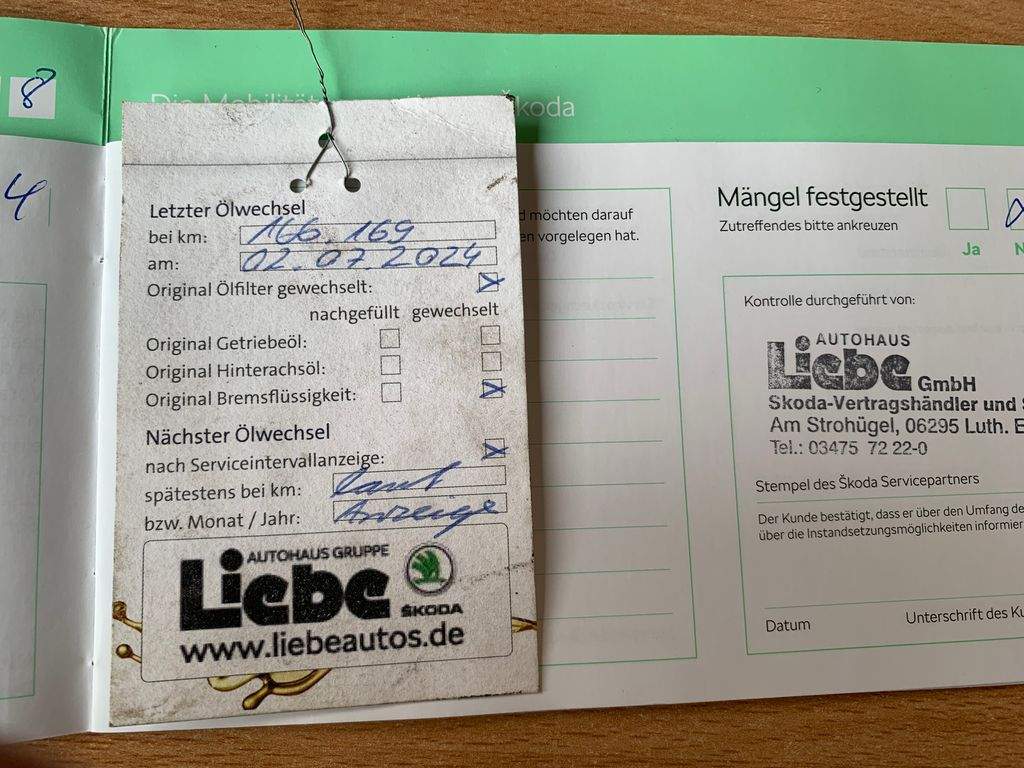 8
4
Die Mobilität Škoda
Letzter Ölwechsel
bei km: 166.169
am: 02.07.2024
Original Ölfilter gewechselt:
nachgefüllt gewechselt
Original Getriebeöl:
Original Hinterachsöl:
Original Bremsflüssigkeit:
Nächster Ölwechsel
nach Serviceintervallanzeige:
spätestens bei km: laut
bzw. Monat / Jahr: Anzeige
AUTOHAUS GRUPPE
Liebe
ŠKODA
www.liebeautos.de
möchten darauf
vorgelegen hat.
Mängel festgestellt
Zutreffendes bitte ankreuzen
Ja
Kontrolle durchgeführt von:
AUTOHAUS
Liebe GmbH
Skoda-Vertragshändler und
Am Strohügel, 06295 Luth.
Tel.: 03475 72 22-0
Stempel des Škoda Servicepartners
Der Kunde bestätigt, dass er über den Umfang
über die Instandsetzungsmöglichkeiten
Datum
Unterschrift des